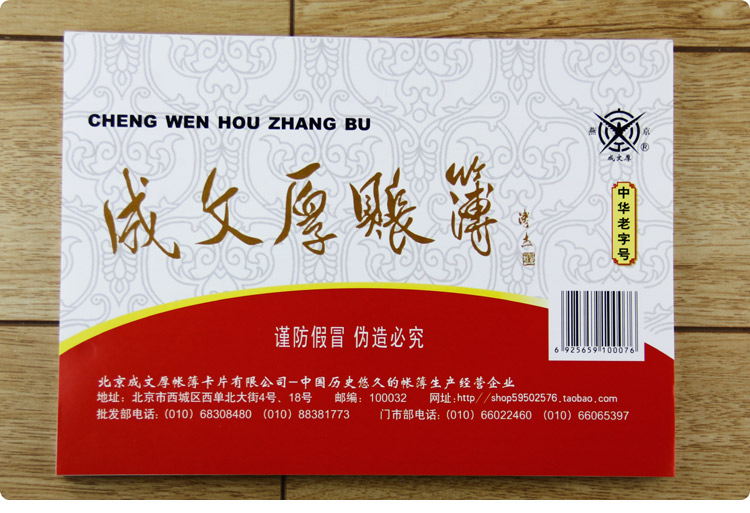 CHENG WEN HOU ZHANG BU
燕 京
®
成文厚
成文厚賬簿
溥杰
中华老字号
谨防假冒 伪造必究
6 925659 100076
北京成文厚帐簿卡片有限公司-中国历史悠久的帐簿生产经营企业
地址：北京市西城区西单北大街4号、18号 邮编：100032 网址:http//shop59502576.taobao.com
批发部电话：(010) 68308480 (010) 88381773 门市部电话：(010) 66022460 (010) 66065397